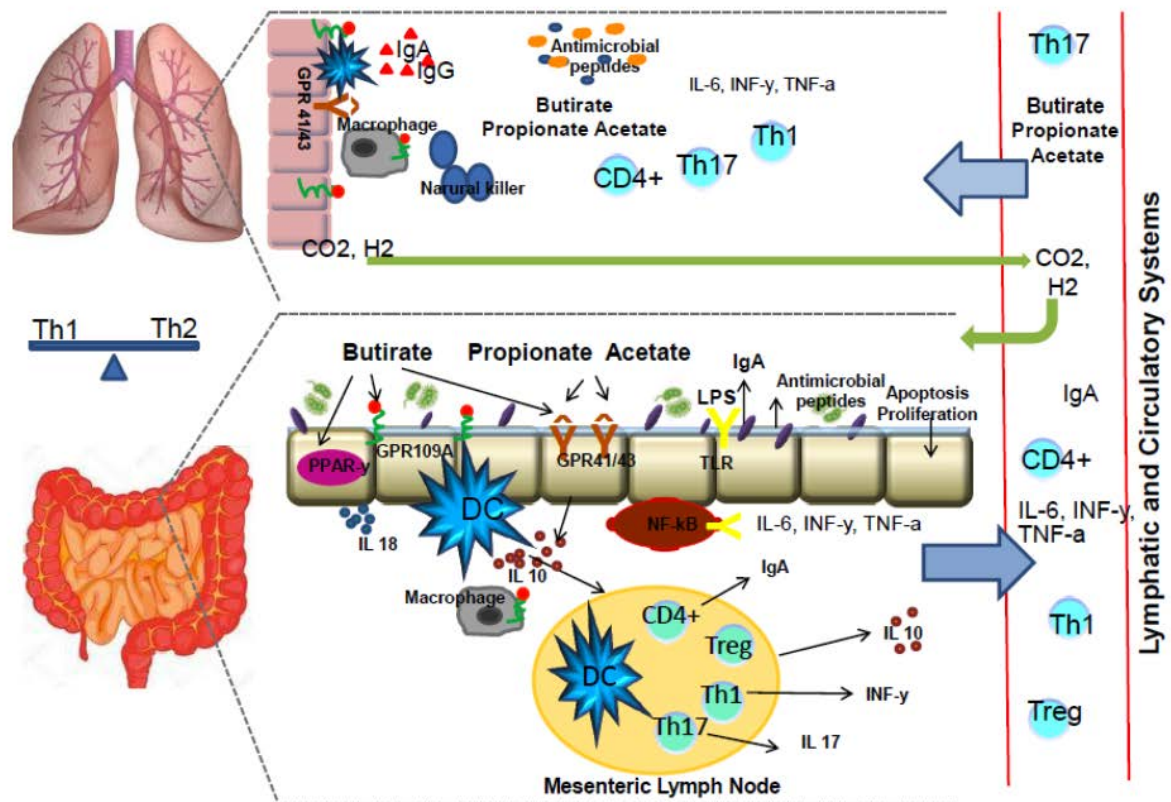 IgA
IgG
GPR 41/43
Macrophage
Narural killer
Antimicrobial
peptides
Butirate
Propionate Acetate
IL-6, INF-y, TNF-a
CD4+
Th17
Th1
CO2, H2
Th17
Butirate
Propionate
Acetate
CO2,
H2
IgA
CD4+
IL-6, INF-y,
TNF-a
Th1
Treg
Lymphatic and Circulatory Systems
Th1
Th2
Butirate
Propionate Acetate
IgA
LPS
Antimicrobial
peptides
Apoptosis
Proliferation
PPAR-y
GPR109A
GPR41/43
TLR
DC
IL 18
NF-kB
IL-6, INF-y, TNF-a
IL 10
Macrophage
IgA
CD4+
Treg
IL 10
DC
Th1
INF-y
Th17
IL 17
Mesenteric Lymph Node